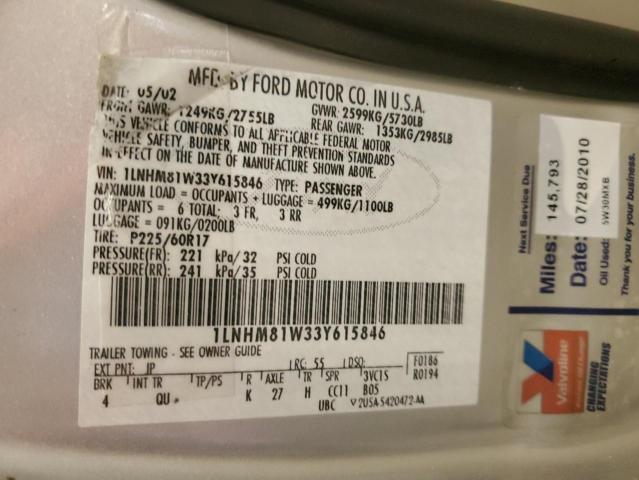 MFD. BY FORD MOTOR CO. IN U.S.A.
DATE: 05/02 GVWR: 2599KG/5730LB
FRONT GAWR: 1249KG/2755LB REAR GAWR: 1353KG/2985LB
THIS VEHICLE CONFORMS TO ALL APPLICABLE FEDERAL MOTOR
VEHICLE SAFETY, BUMPER, AND THEFT PREVENTION STANDARDS
IN EFFECT ON THE DATE OF MANUFACTURE SHOWN ABOVE.
VIN: 1LNHM81W33Y615846 TYPE: PASSENGER
MAXIMUM LOAD = OCCUPANTS + LUGGAGE = 499KG/1100LB
OCCUPANTS = 6 TOTAL; 3 FR, 3 RR
LUGGAGE = 091KG/0200LB
TIRE: P225/60R17
PRESSURE(FR): 221 kPa/32 PSI COLD
PRESSURE(RR): 241 kPa/35 PSI COLD
1LNHM81W33Y615846
TRAILER TOWING - SEE OWNER GUIDE
EXT PNT: JP RC: 55 DSO: F0186
R0194
BRK INT TR TP/PS R AXLE TR SPR 3VC1S
4 QU K 27 H CC11 B05
UBC V2U5A-5420472-AA
Next Service Due
Miles: 145,793
Date: 07/28/2010
Oil Used: 5W30MXB
Thank you for your business.
Valvoline
CHANGING
EXPECTATIONS